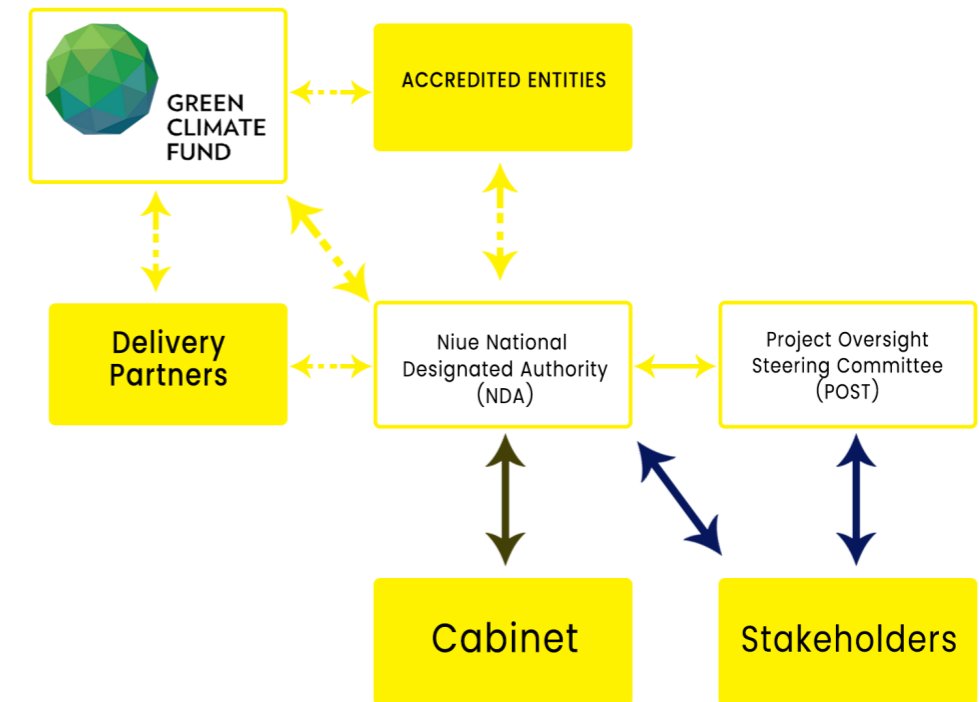 GREEN
CLIMATE
FUND
ACCREDITED ENTITIES
Delivery
Partners
Niue National
Designated Authority
(NDA)
Project Oversight
Steering Committee
(POST)
Cabinet
Stakeholders